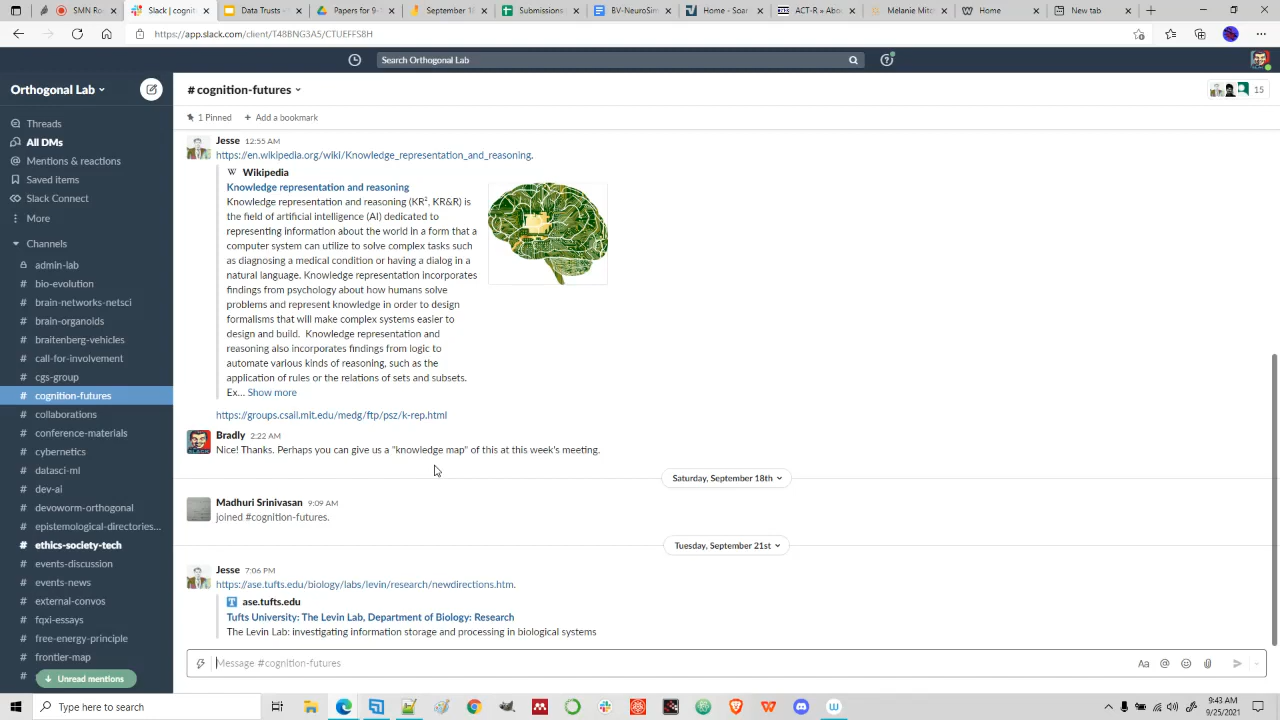 SMN Ro
Slack cognit
Data Trusts -
Papers for 9-
September 18
Submissions
BV-NeuroSim
Home - Soar
ACT-R »
Melanie Mitc
Home
New tab
https://app.slack.com/client/T48BNG3A5/CTUEFFS8H
Search Orthogonal Lab
Orthogonal Lab
# cognition-futures
15
1 Pinned
Add a bookmark
Threads
All DMs
Mentions & reactions
Saved items
Slack Connect
More
Channels
admin-lab
# bio-evolution
# brain-networks-netsci
# brain-organoids
# braitenberg-vehicles
# call-for-involvement
# cgs-group
# cognition-futures
# collaborations
# conference-materials
# cybernetics
# datasci-ml
# dev-ai
# devoworm-orthogonal
# epistemological-directories...
# ethics-society-tech
# events-discussion
# events-news
# external-convos
# fqxi-essays
# free-energy-principle
# frontier-map
#
Unread mentions
Jesse 12:55 AM
https://en.wikipedia.org/wiki/Knowledge_representation_and_reasoning.
W Wikipedia
Knowledge representation and reasoning
Knowledge representation and reasoning (KR², KR&R) is
the field of artificial intelligence (AI) dedicated to
representing information about the world in a form that a
computer system can utilize to solve complex tasks such
as diagnosing a medical condition or having a dialog in a
natural language. Knowledge representation incorporates
findings from psychology about how humans solve
problems and represent knowledge in order to design
formalisms that will make complex systems easier to
design and build. Knowledge representation and
reasoning also incorporates findings from logic to
automate various kinds of reasoning, such as the
application of rules or the relations of sets and subsets.
Ex... Show more
https://groups.csail.mit.edu/medg/ftp/psz/k-rep.html
Bradly 2:22 AM
Nice! Thanks. Perhaps you can give us a "knowledge map" of this at this week's meeting.
Saturday, September 18th
Madhuri Srinivasan 9:09 AM
joined #cognition-futures.
Tuesday, September 21st
Jesse 7:06 PM
https://ase.tufts.edu/biology/labs/levin/research/newdirections.htm.
T ase.tufts.edu
Tufts University: The Levin Lab, Department of Biology: Research
The Levin Lab: investigating information storage and processing in biological systems
Message #cognition-futures
Aa
Type here to search
9:43 AM
9/25/2021